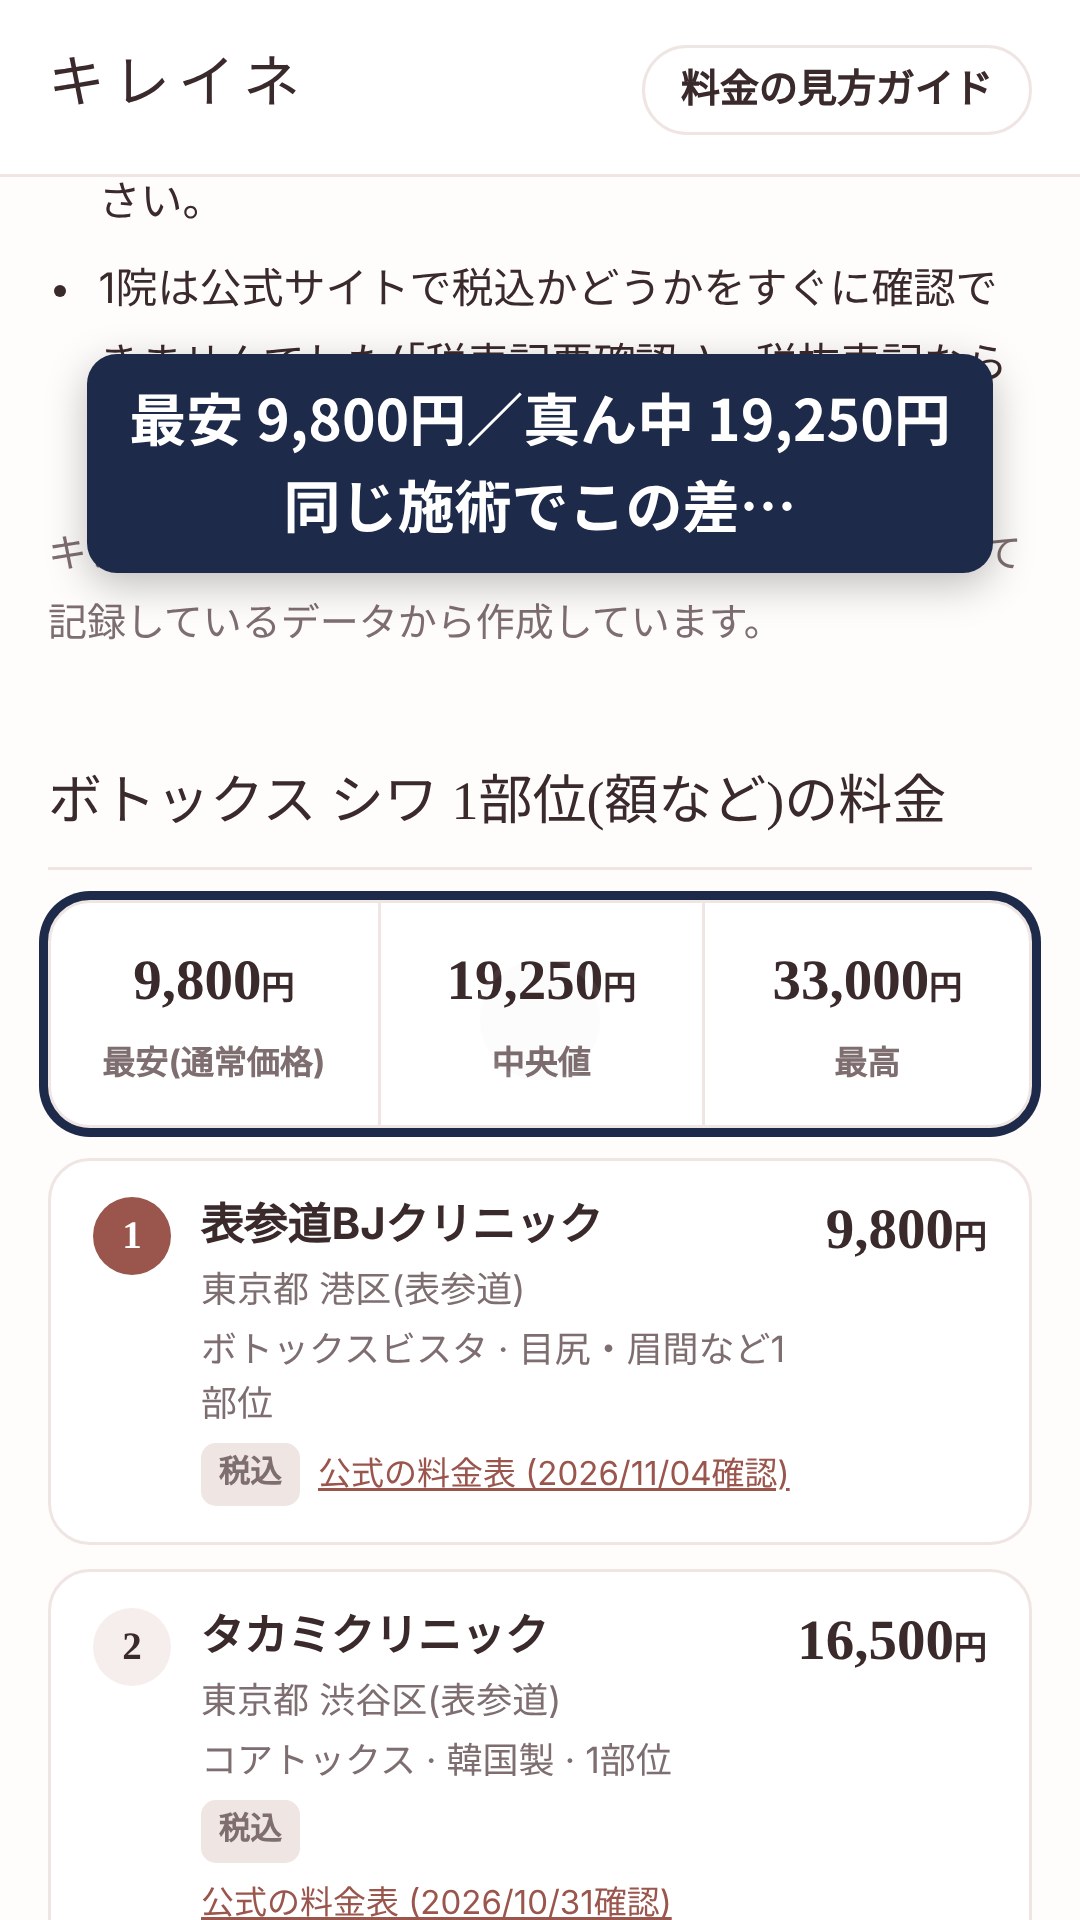 キレイネ
料金の見方ガイド
さい。
1院は公式サイトで税込かどうかをすぐに確認で
最安 9,800円／真ん中 19,250円
同じ施術でこの差…
キ
て
記録しているデータから作成しています。
ボトックス シワ 1部位(額など)の料金
9,800円
最安(通常価格)
19,250円
中央値
33,000円
最高
1
表参道BJクリニック
9,800円
東京都 港区(表参道)
ボトックスビスタ · 目尻・眉間など1
部位
税込
公式の料金表 (2026/11/04確認)
2
タカミクリニック
16,500円
東京都 渋谷区(表参道)
コアトックス · 韓国製 · 1部位
税込
公式の料金表 (2026/10/31確認)